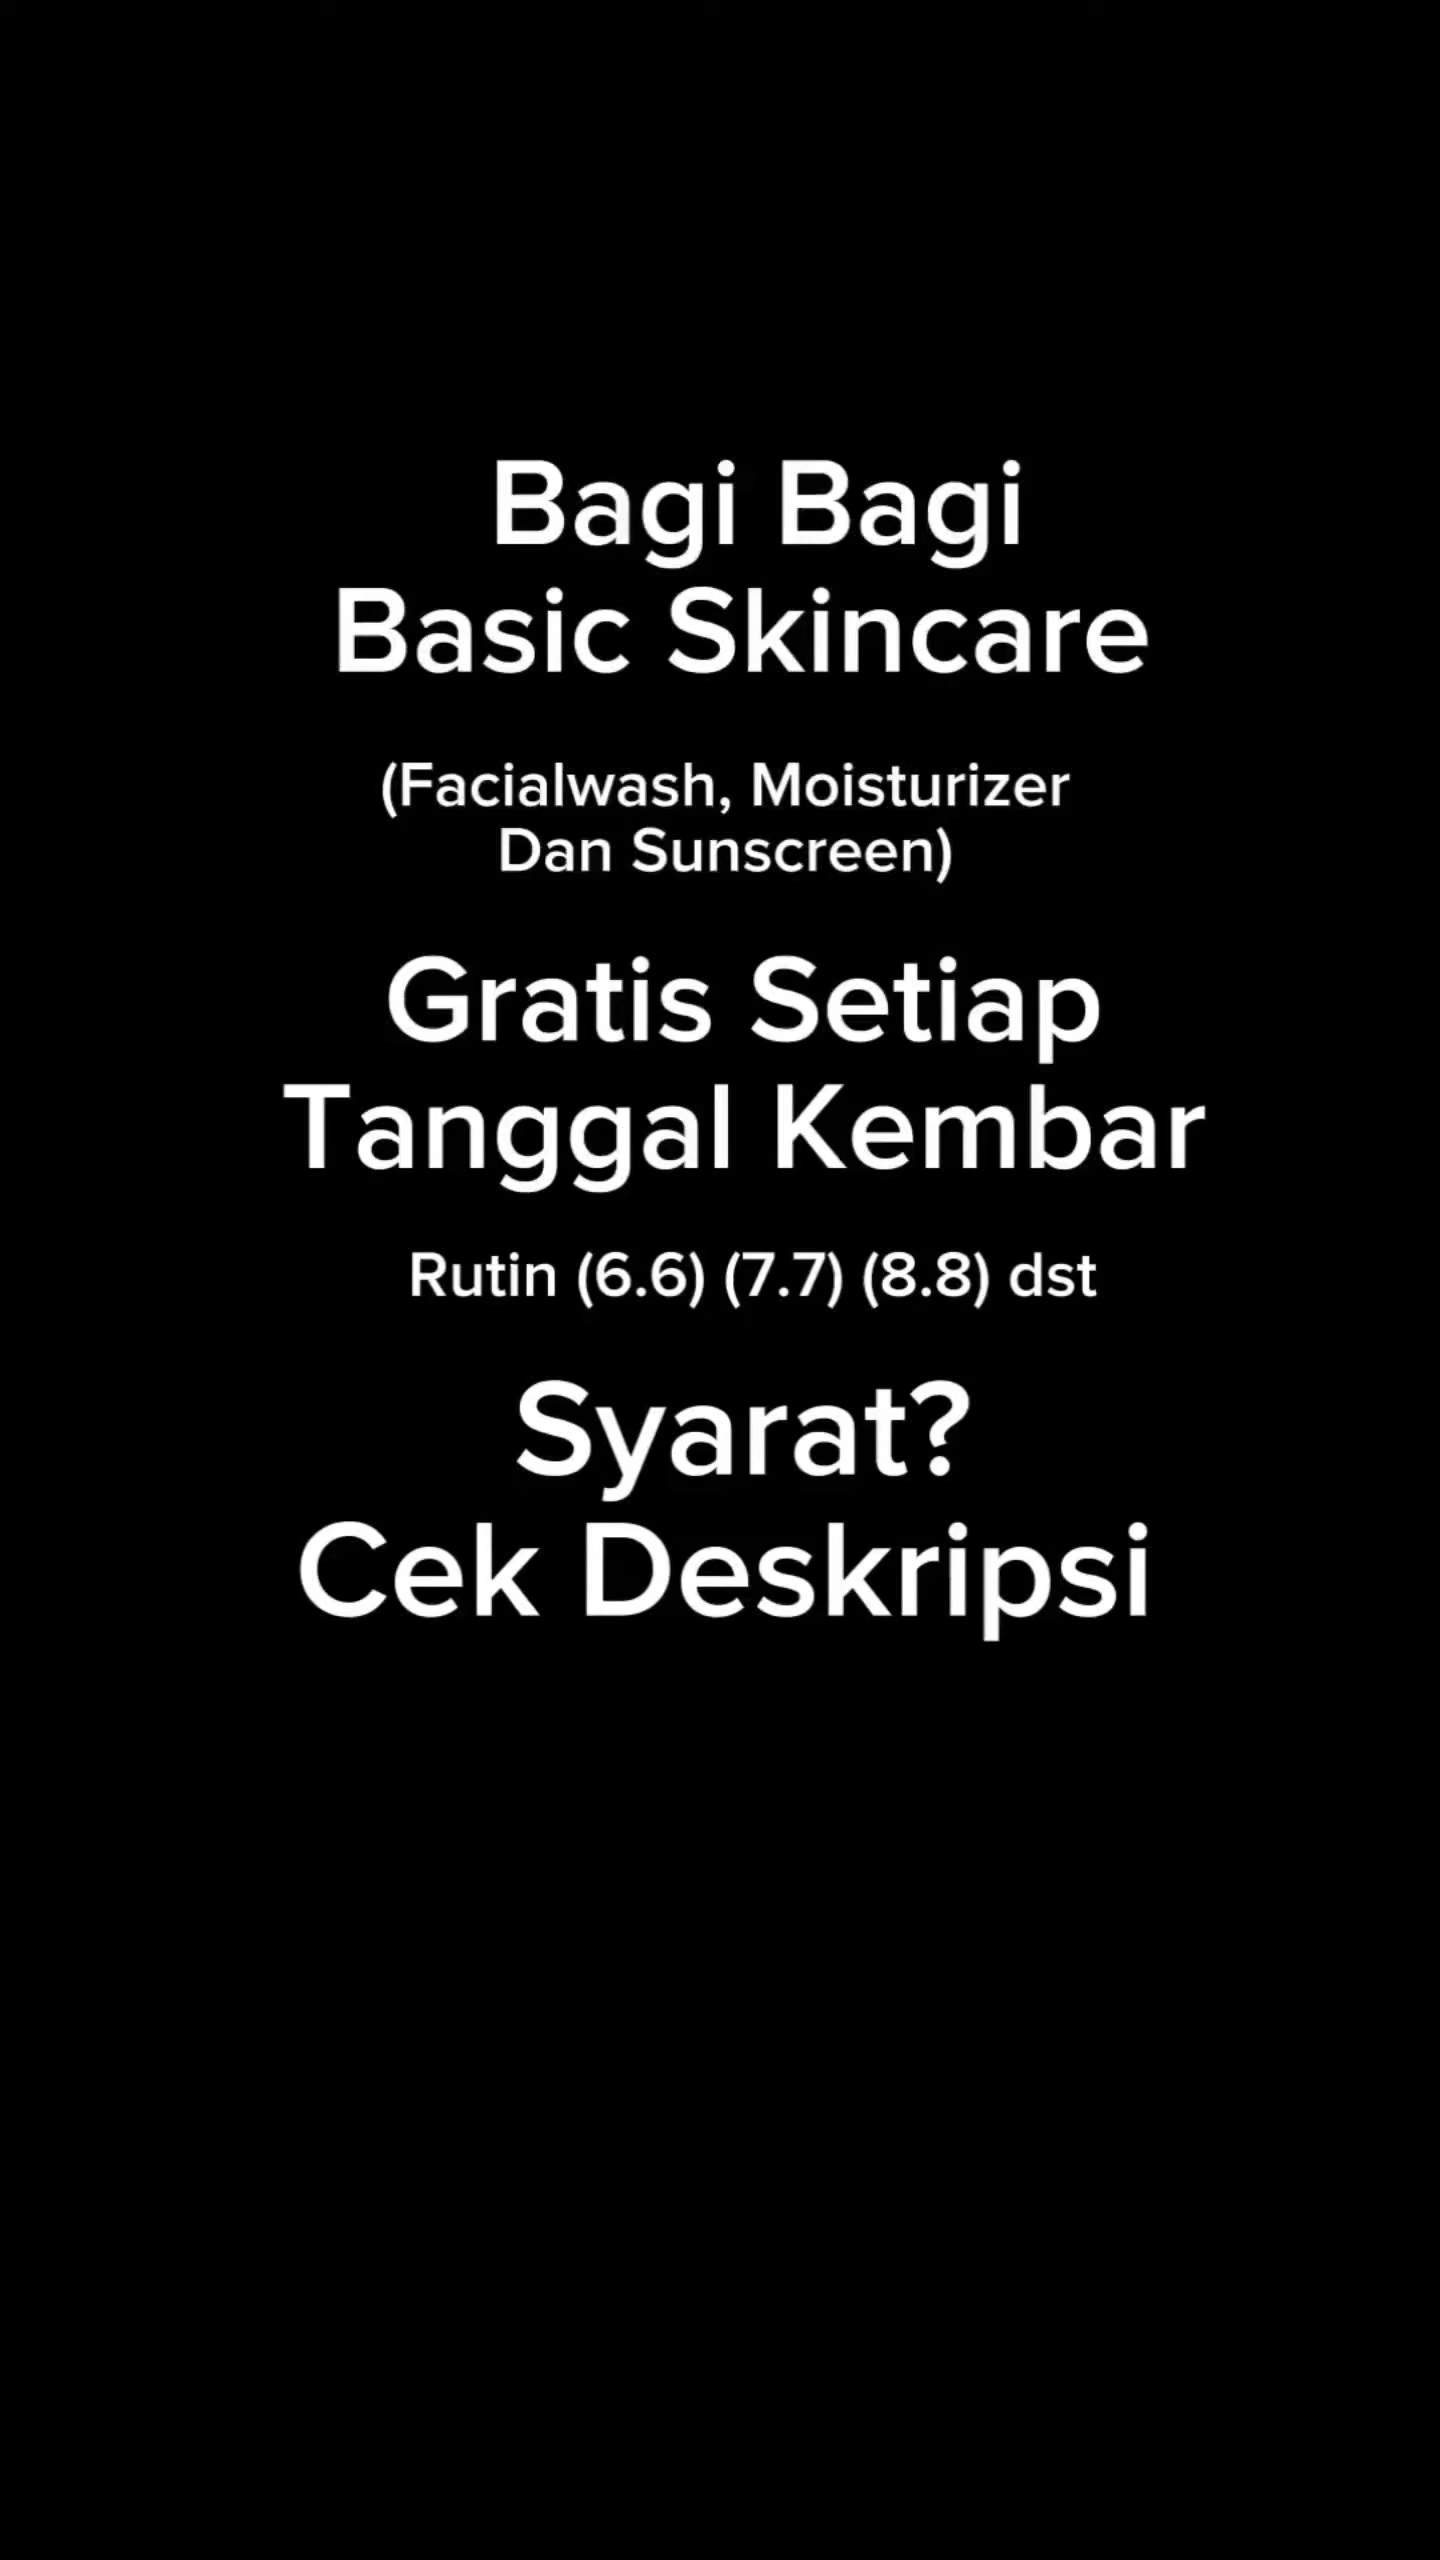 Bagi Bagi
Basic Skincare
(Facialwash, Moisturizer
Dan Sunscreen)
Gratis Setiap
Tanggal Kembar
Rutin (6.6) (7.7) (8.8) dst
Syarat?
Cek Deskripsi